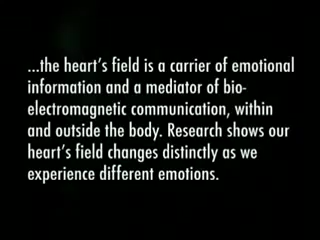 ...the heart's field is a carrier of emotional
information and a mediator of bio-
electromagnetic communication, within
and outside the body. Research shows our
heart's field changes distinctly as we
experience different emotions.